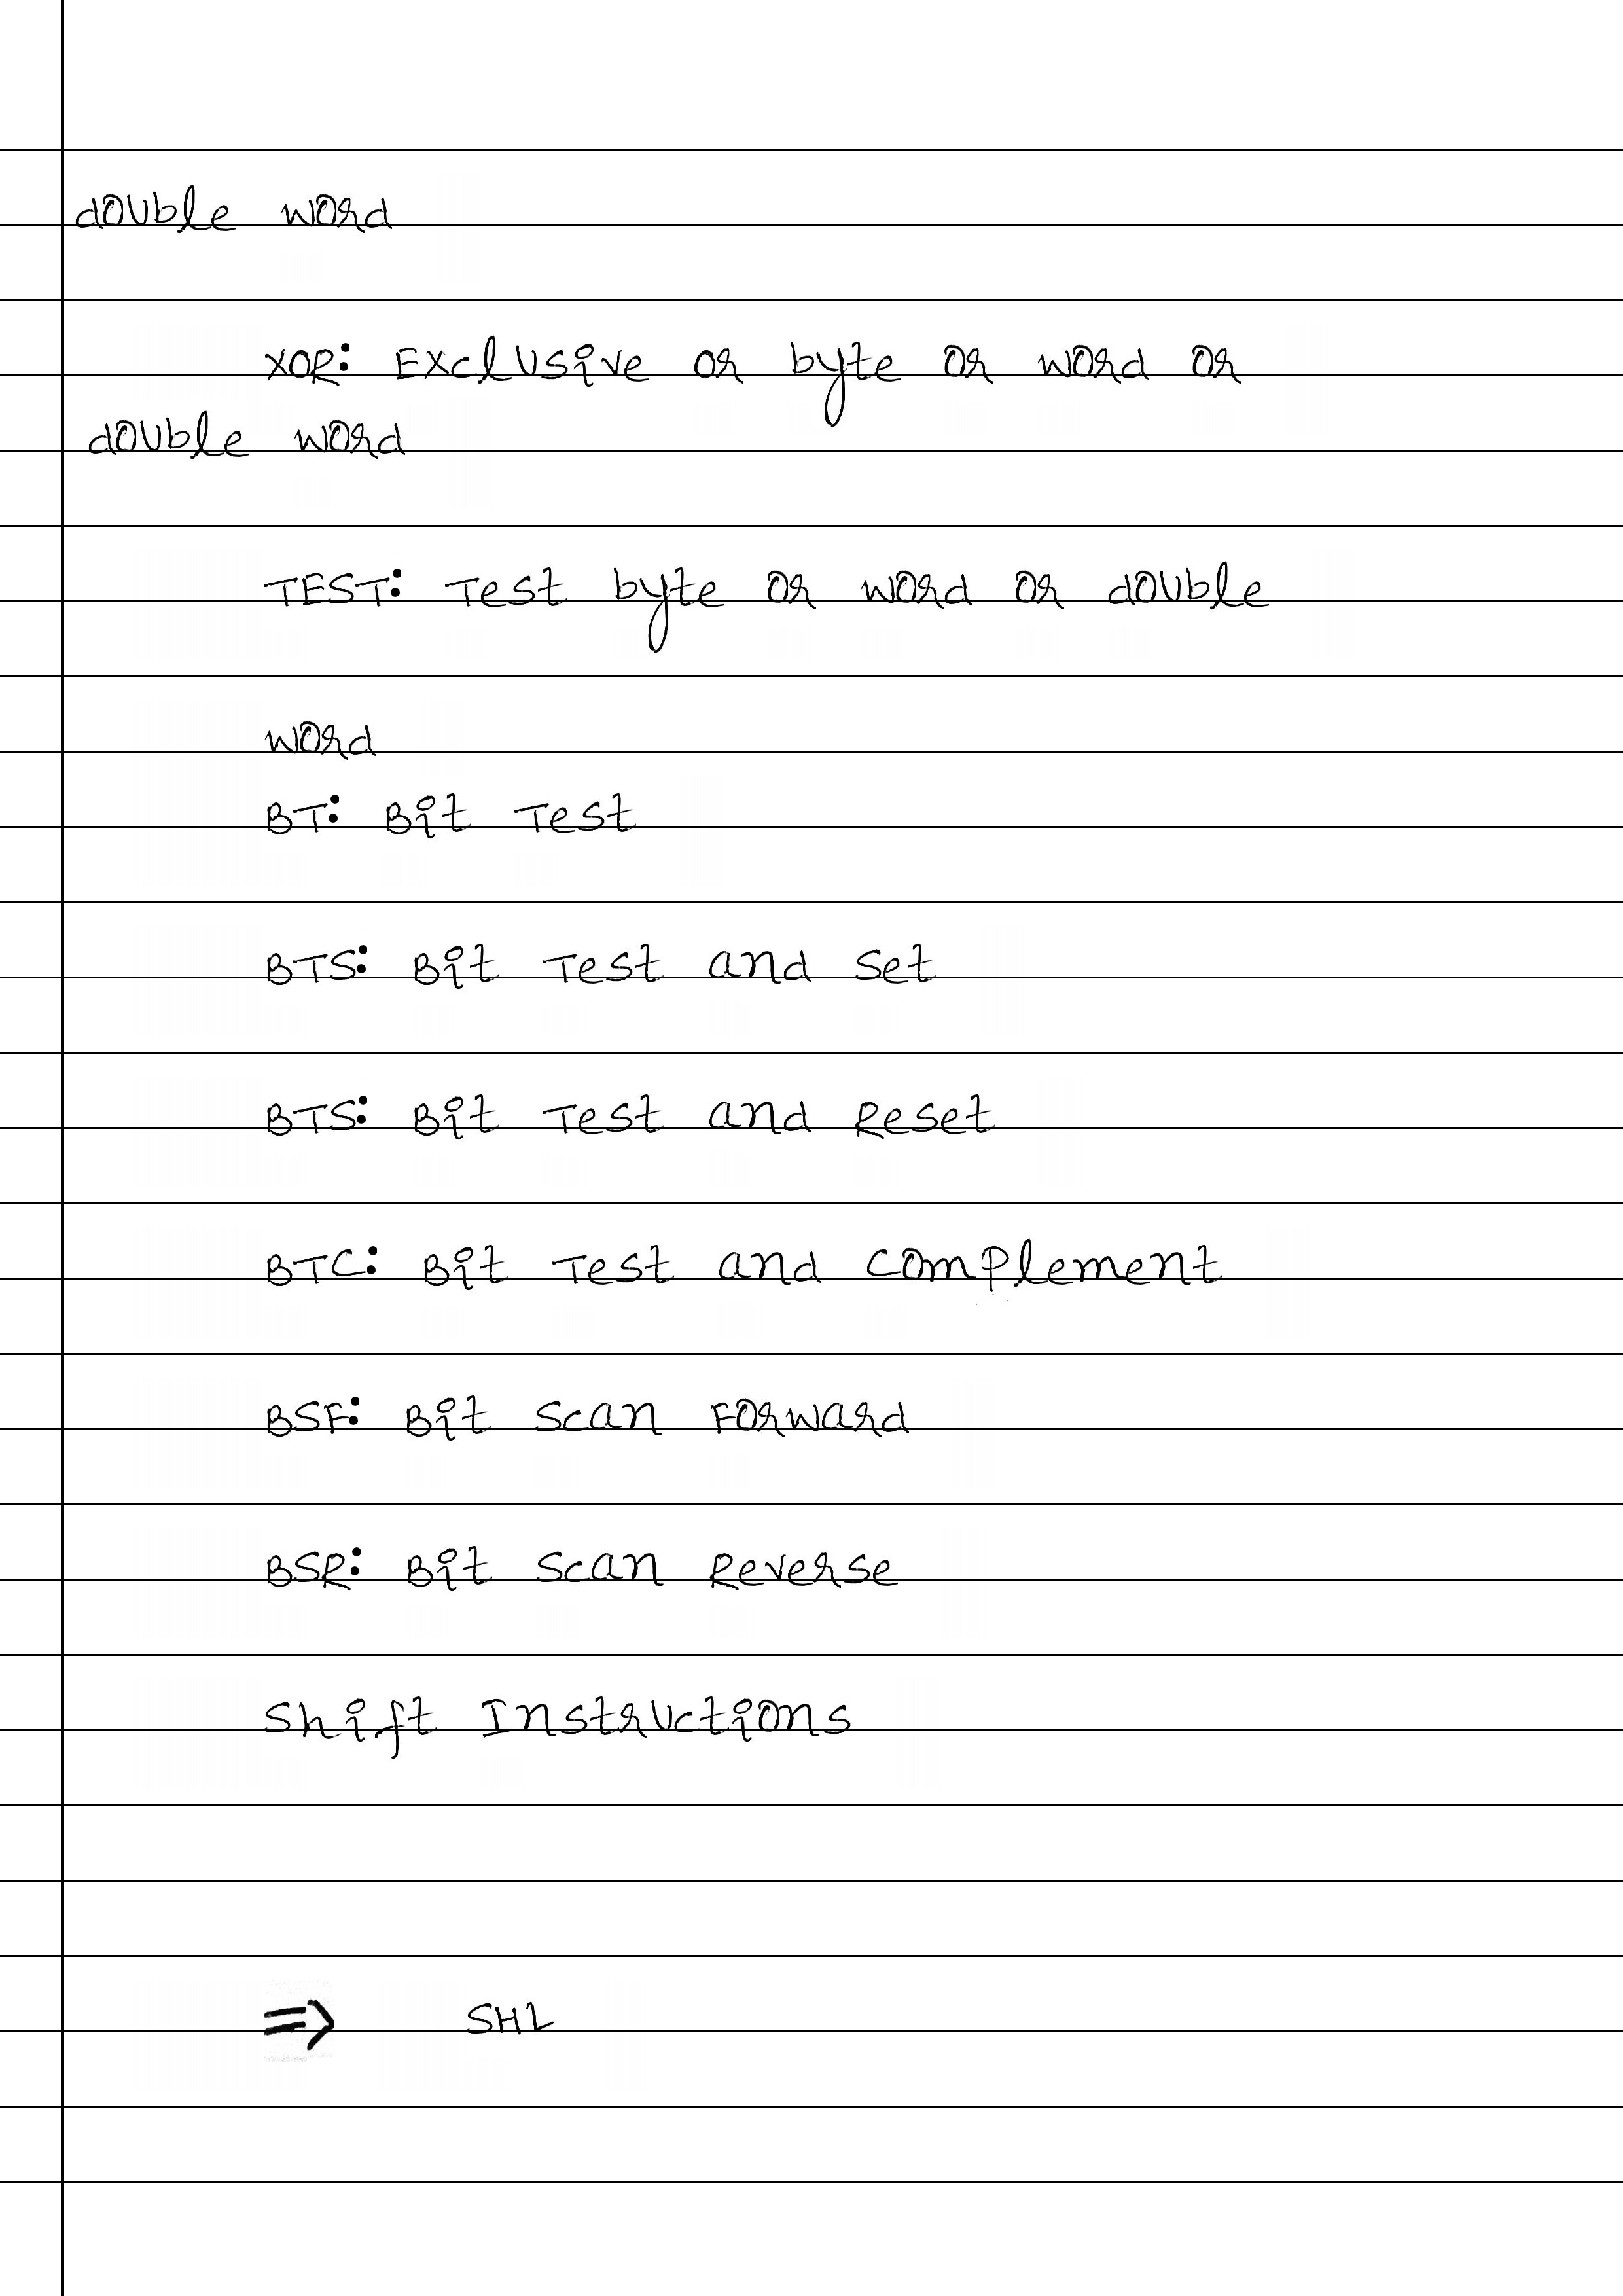 double word
XOR: Exclusive or byte or word or
double word
TEST: Test byte or word or double
word
BT: Bit Test
BTS: Bit Test and Set
BTS: Bit Test and Reset
BTC: Bit Test and complement
BSF: Bit Scan Forward
BSR: Bit Scan Reverse
Shift Instructions
⇒ SHL